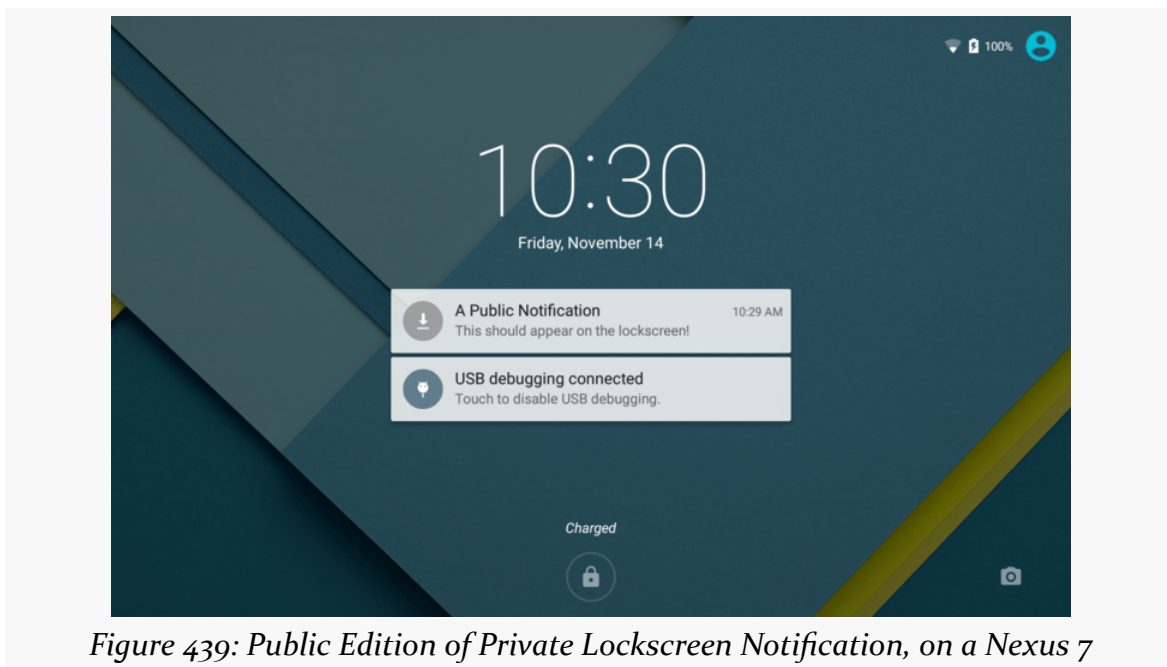 100%
10:30
Friday, November 14
A Public Notification 10:29 AM
This should appear on the lockscreen!
USB debugging connected
Touch to disable USB debugging.
Charged
Figure 439: Public Edition of Private Lockscreen Notification, on a Nexus 7